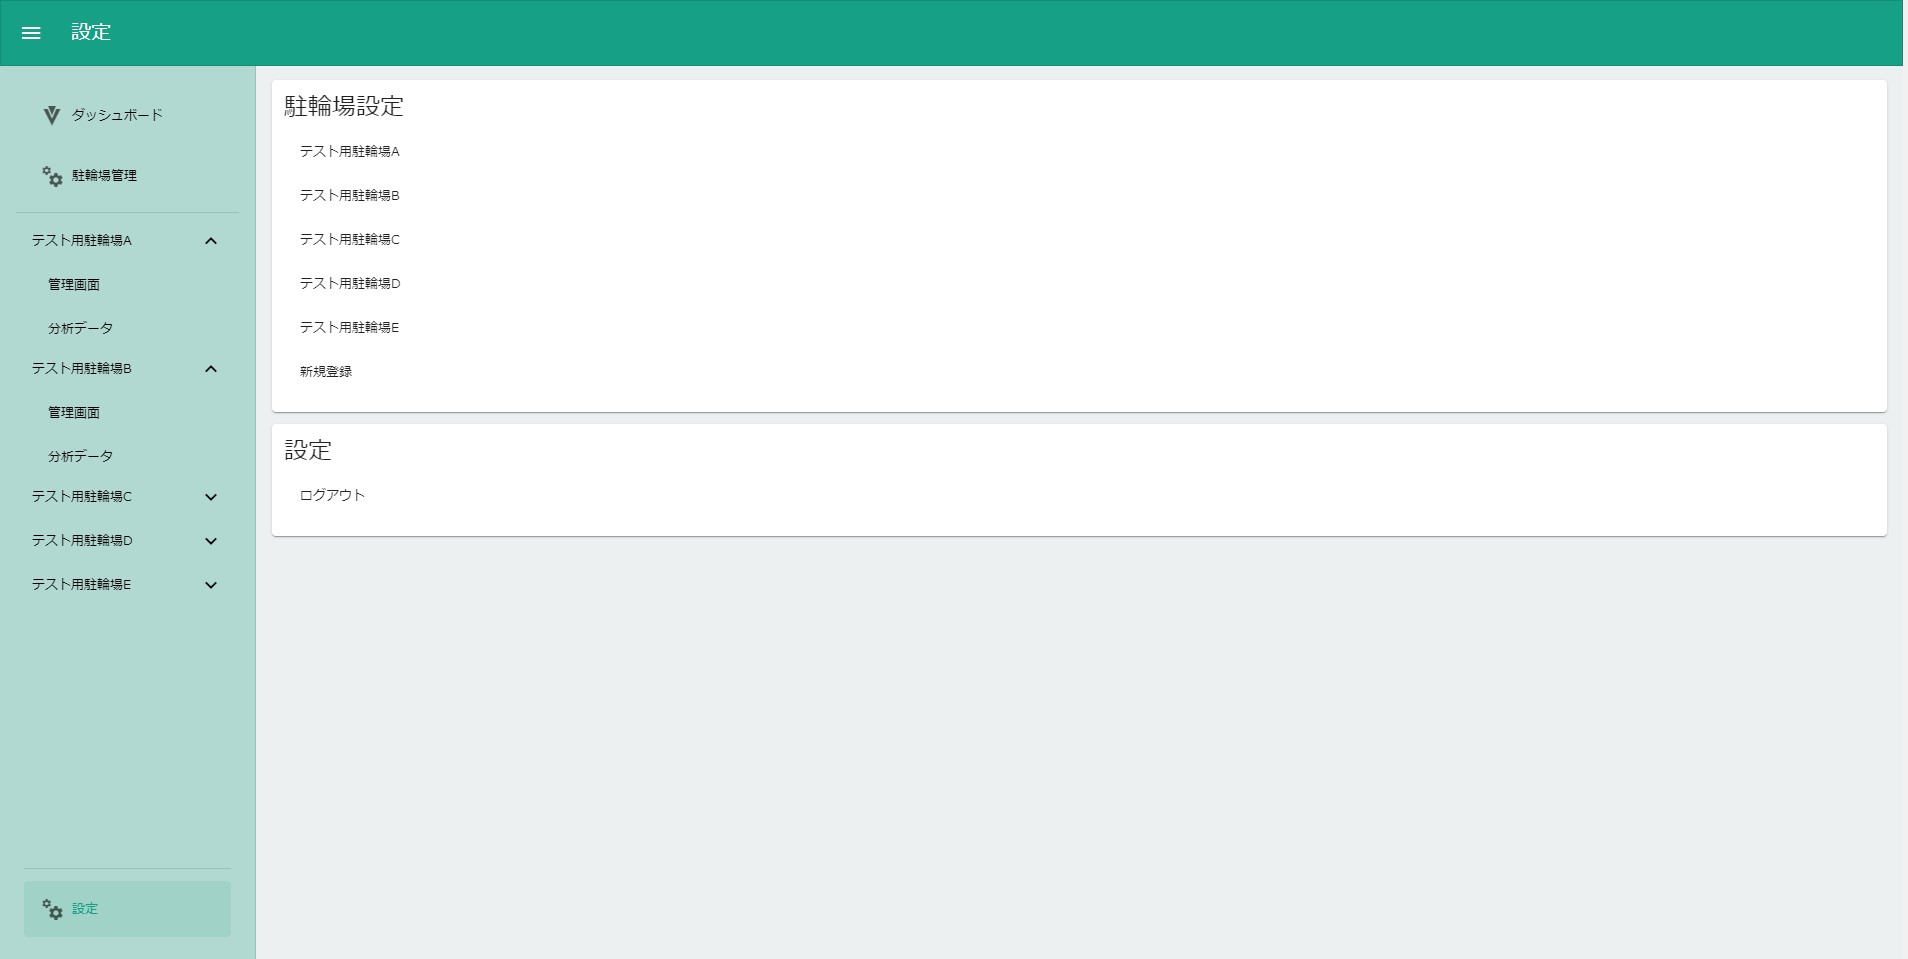 設定
ダッシュボード
駐輪場管理
テスト用駐輪場A
管理画面
分析データ
テスト用駐輪場B
管理画面
分析データ
テスト用駐輪場C
テスト用駐輪場D
テスト用駐輪場E
設定
駐輪場設定
テスト用駐輪場A
テスト用駐輪場B
テスト用駐輪場C
テスト用駐輪場D
テスト用駐輪場E
新規登録
設定
ログアウト